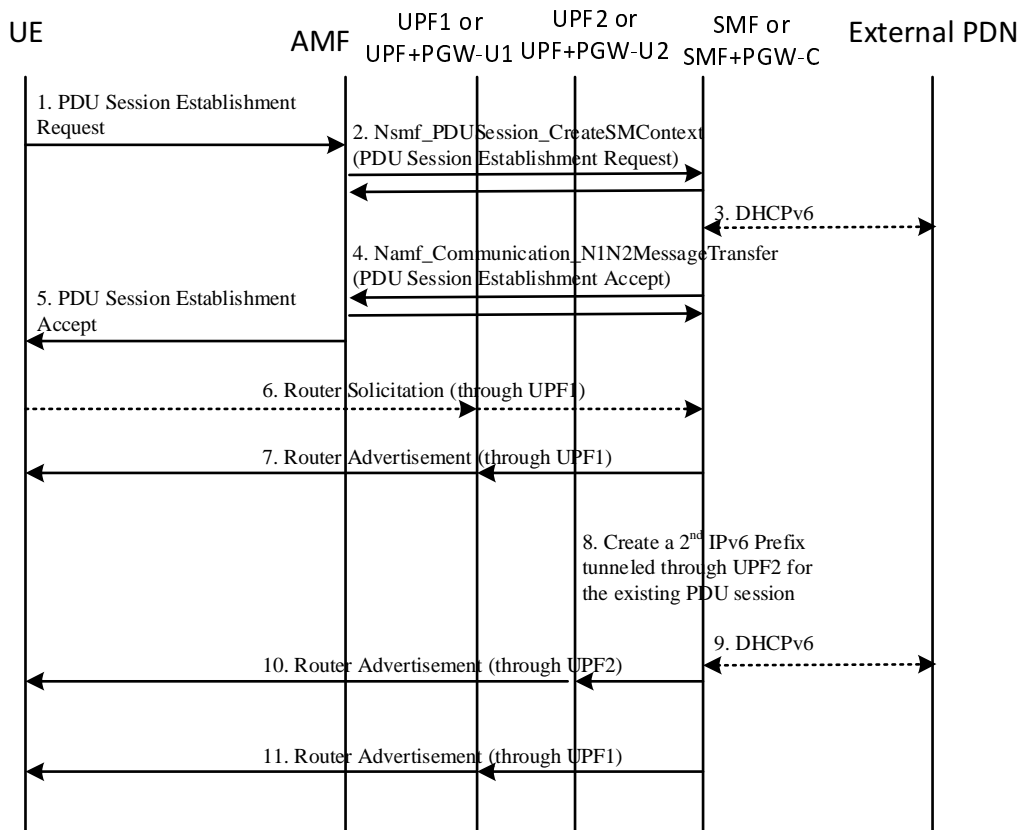 UE
AMF
UPF1 or
UPF+PGW-U1
UPF2 or
UPF+PGW-U2
SMF or
SMF+PGW-C
External PDN
1. PDU Session Establishment
Request
2. Nsmf_PDUSession_CreateSMContext
(PDU Session Establishment Request)
3. DHCPv6
4. Namf_Communication_N1N2MessageTransfer
(PDU Session Establishment Accept)
5. PDU Session Establishment
Accept
6. Router Solicitation (through UPF1)
7. Router Advertisement (through UPF1)
8. Create a 2nd IPv6 Prefix
tunneled through UPF2 for
the existing PDU session
9. DHCPv6
10. Router Advertisement (through UPF2)
11. Router Advertisement (through UPF1)